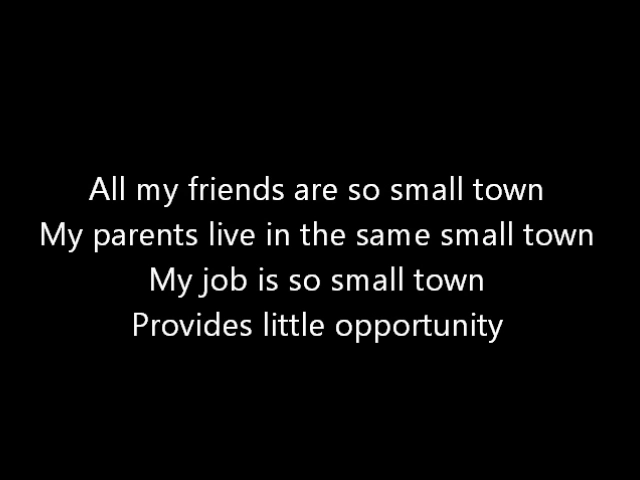 All my friends are so small town
My parents live in the same small town
My job is so small town
Provides little opportunity